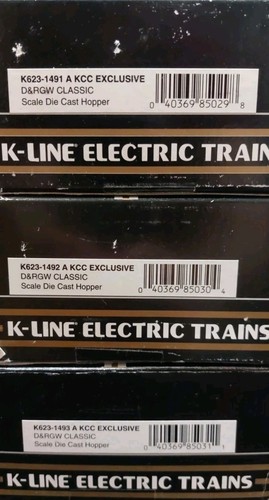 K623-1491 A KCC EXCLUSIVE
D&RGW CLASSIC
Scale Die Cast Hopper
0 40369 85029 8
K-LINE ELECTRIC TRAIN
K623-1492 A KCC EXCLUSIVE
D&RGW CLASSIC
Scale Die Cast Hopper
0 40369 85030 4
K-LINE ELECTRIC TRAINS
K623-1493 A KCC EXCLUSIVE
D&RGW CLASSIC
Scale Die Cast Hopper
0 40369 85031 1
K-LINE ELECTRIC TRAINS